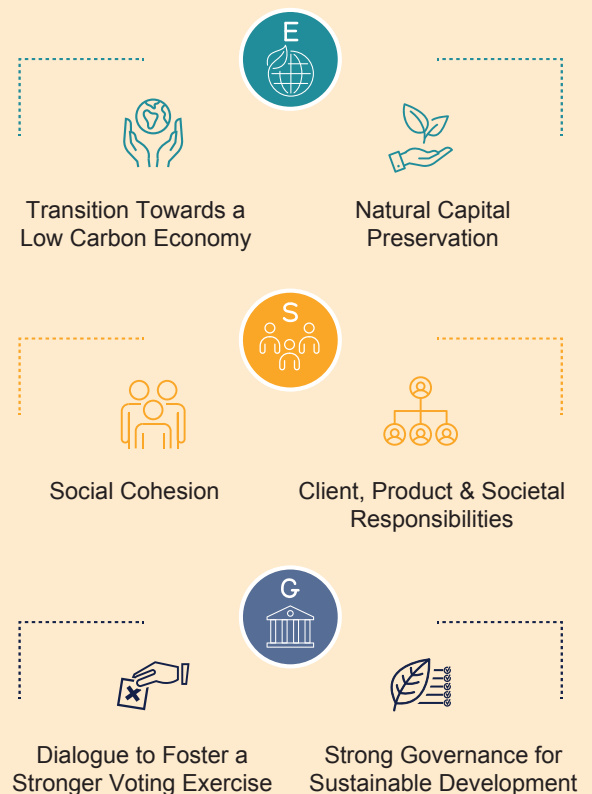 E
Transition Towards a
Low Carbon Economy
Natural Capital
Preservation
S
Social Cohesion
Client, Product & Societal
Responsibilities
G
Dialogue to Foster a
Stronger Voting Exercise
Strong Governance for
Sustainable Development